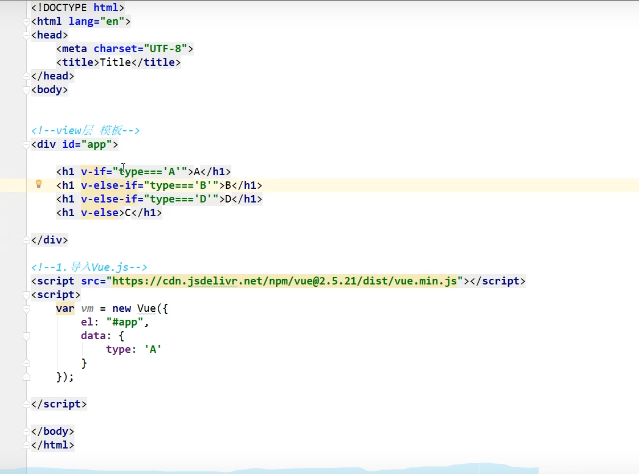 <!DOCTYPE html>
<html lang="en">
<head>
    <meta charset="UTF-8">
    <title>Title</title>
</head>
<body>
<!--view层 模板-->
<div id="app">
    <h1 v-if="type==='A'">A</h1>
    <h1 v-else-if="type==='B'">B</h1>
    <h1 v-else-if="type==='D'">D</h1>
    <h1 v-else>C</h1>
</div>
<!--1.导入Vue.js-->
<script src="https://cdn.jsdelivr.net/npm/vue@2.5.21/dist/vue.min.js"></script>
<script>
    var vm = new Vue({
        el: "#app",
        data: {
            type: 'A'
        }
    });
</script>
</body>
</html>